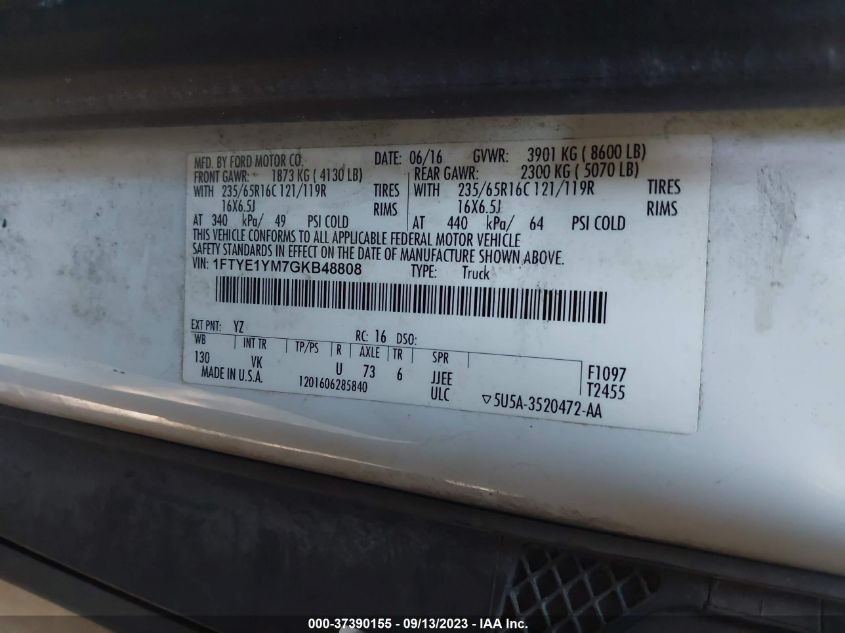 MFD. BY FORD MOTOR CO. DATE: 06/16 GVWR: 3901 KG ( 8600 LB)
FRONT GAWR: 1873 KG ( 4130 LB) REAR GAWR: 2300 KG ( 5070 LB)
WITH 235/65R16C 121/119R TIRES WITH 235/65R16C 121/119R TIRES
16X6.5J RIMS 16X6.5J RIMS
AT 340 kPa/ 49 PSI COLD AT 440 kPa/ 64 PSI COLD
THIS VEHICLE CONFORMS TO ALL APPLICABLE FEDERAL MOTOR VEHICLE
SAFETY STANDARDS IN EFFECT ON THE DATE OF MANUFACTURE SHOWN ABOVE.
VIN: 1FTYE1YM7GKB48808 TYPE: Truck
EXT PNT: YZ RC: 16 DSO:
WB INT TR TP/PS R AXLE TR SPR
130 VK U 73 6 JJEE F1097
MADE IN U.S.A. 1201606285840 ULC T2455
▽5U5A-3520472-AA
000-37390155 - 09/13/2023 - IAA Inc.